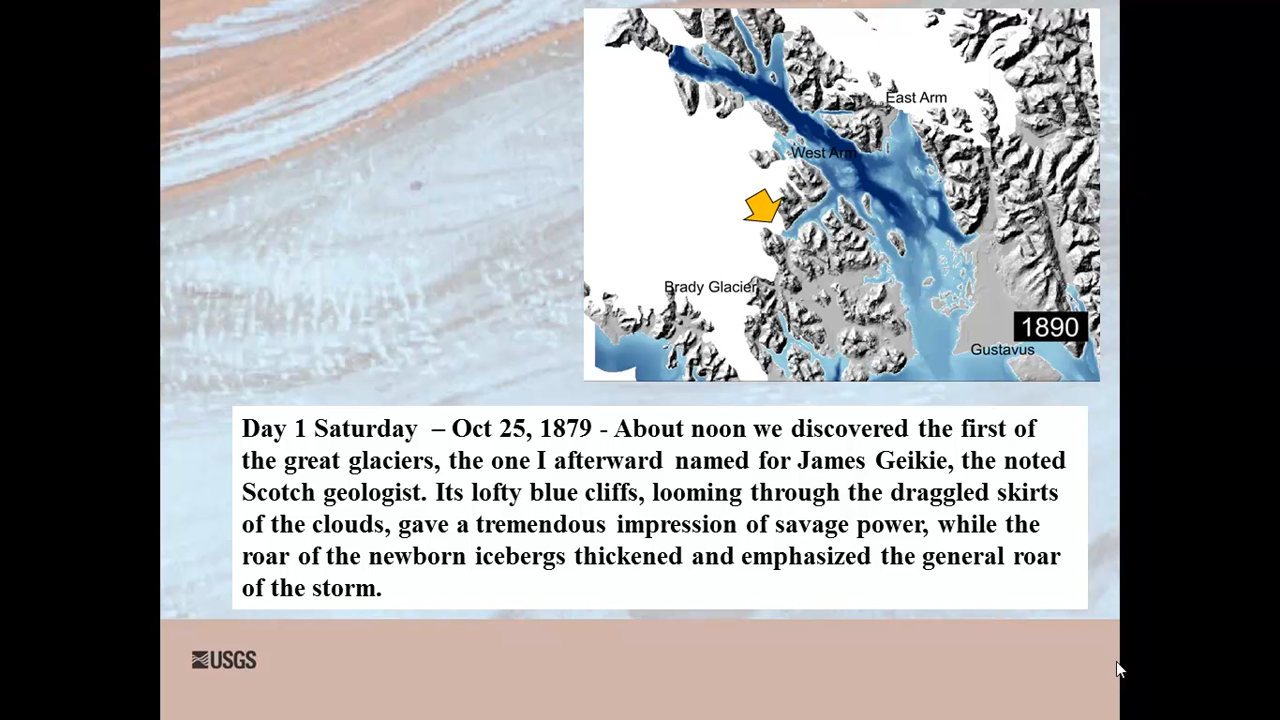 East Arm
West Arm
Brady Glacier
1890
Gustavus
Day 1 Saturday – Oct 25, 1879 - About noon we discovered the first of
the great glaciers, the one I afterward named for James Geikie, the noted
Scotch geologist. Its lofty blue cliffs, looming through the draggled skirts
of the clouds, gave a tremendous impression of savage power, while the
roar of the newborn icebergs thickened and emphasized the general roar
of the storm.
USGS